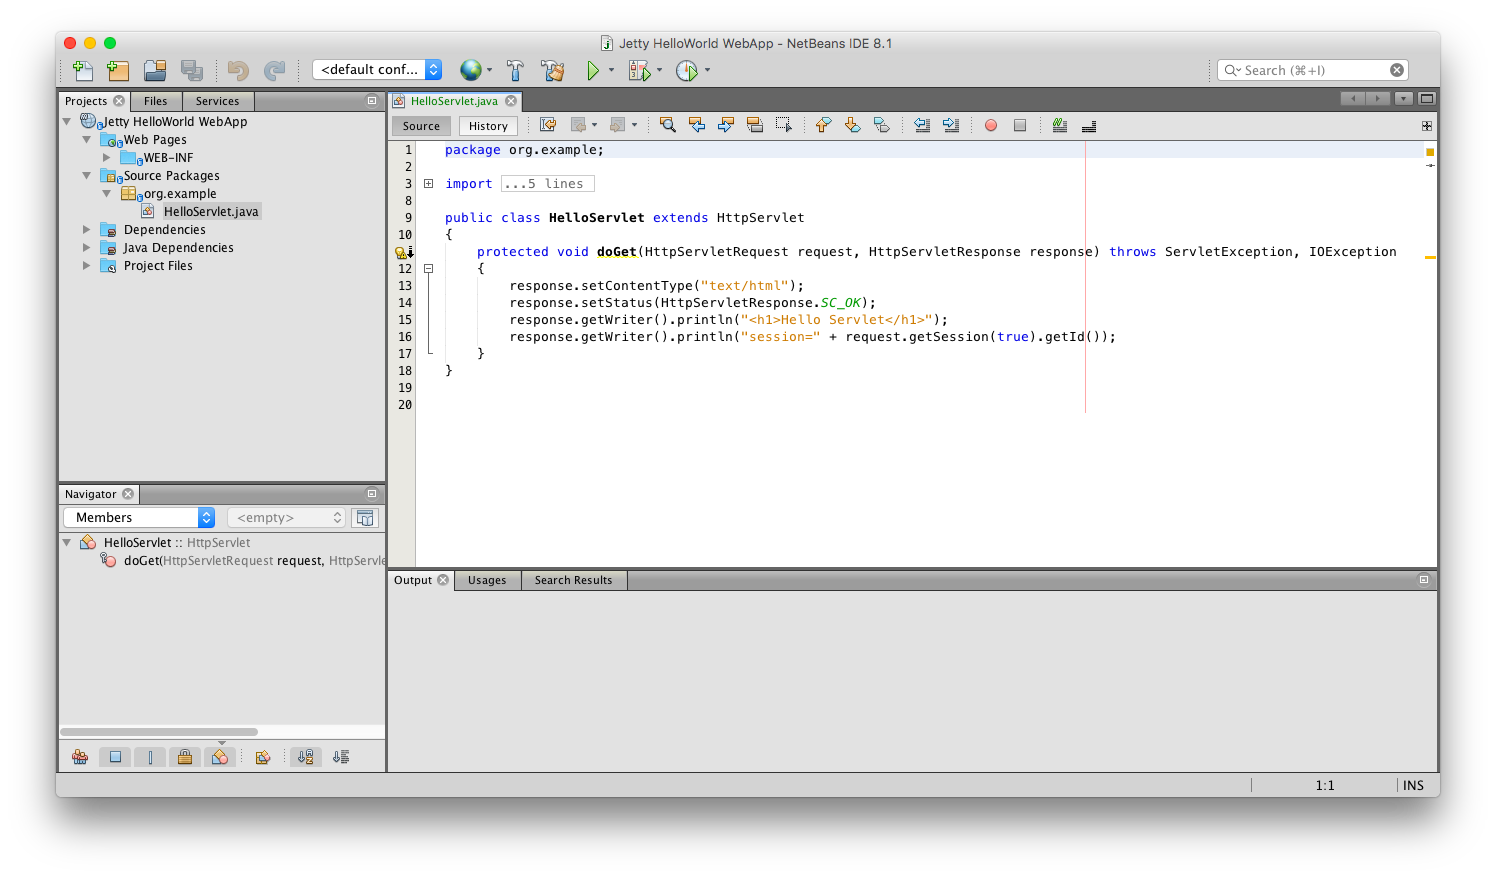 Jetty HelloWorld WebApp - NetBeans IDE 8.1
<default conf...
Search (⌘+I)
Projects Files Services
Jetty HelloWorld WebApp
Web Pages
WEB-INF
Source Packages
org.example
HelloServlet.java
Dependencies
Java Dependencies
Project Files
HelloServlet.java
Source History
1 package org.example;
2
3 import ...5 lines
8
9 public class HelloServlet extends HttpServlet
10 {
protected void doGet(HttpServletRequest request, HttpServletResponse response) throws ServletException, IOException
12 {
13 response.setContentType("text/html");
14 response.setStatus(HttpServletResponse.SC_OK);
15 response.getWriter().println("<h1>Hello Servlet</h1>");
16 response.getWriter().println("session=" + request.getSession(true).getId());
17 }
18 }
19
20
Navigator
Members <empty>
HelloServlet :: HttpServlet
doGet(HttpServletRequest request, HttpServle
Output Usages Search Results
1:1 INS